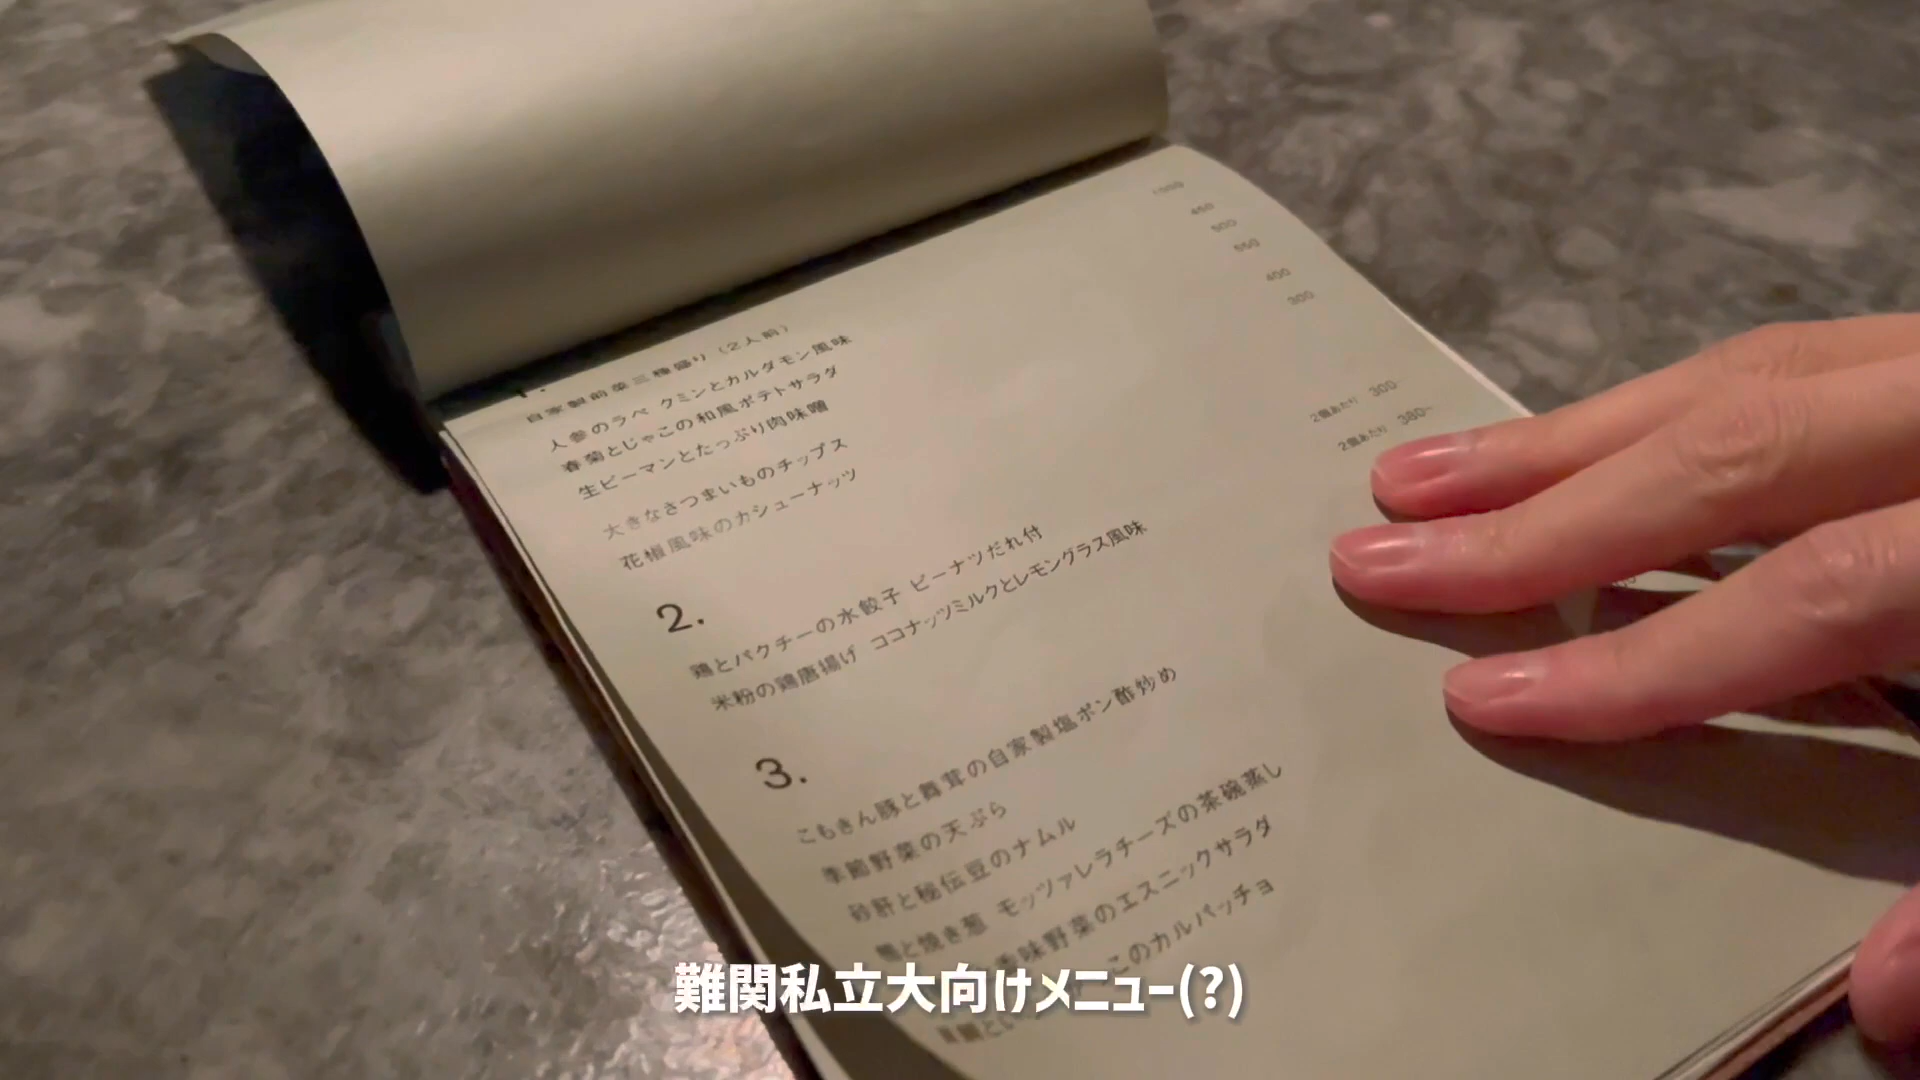 1.
自家製前菜三種盛り(2人前) 1000
人参のラペ クミンとカルダモン風味 450
春菊とじゃこの和風ポテトサラダ 500
生ピーマンとたっぷり肉味噌 550
大きなさつまいものチップス 400
花椒風味のカシューナッツ 300
2.
鶏とパクチーの水餃子 ピーナツだれ付 2個あたり 300~
米粉の鶏唐揚げ ココナッツミルクとレモングラス風味 2個あたり 380~
3.
こもきん豚と舞茸の自家製塩ポン酢炒め
季節野菜の天ぷら
砂肝と秘伝豆のナムル
鴨と焼き葱 モッツァレラチーズの茶碗蒸し
香味野菜のエスニックサラダ
このカルパッチョ
難関私立大向けメニュー(?)